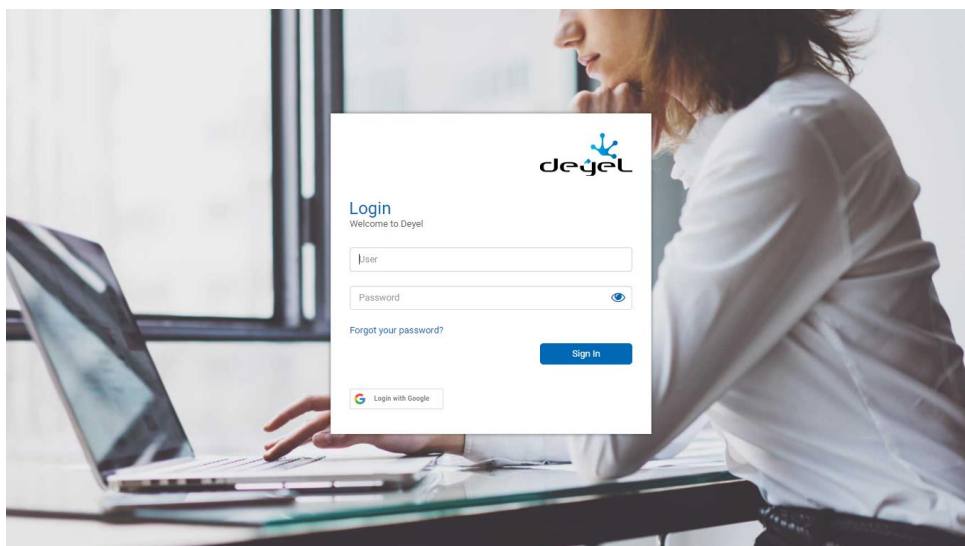 deyel
Login
Welcome to Deyel
User
Password
Forgot your password?
Sign In
Login with Google